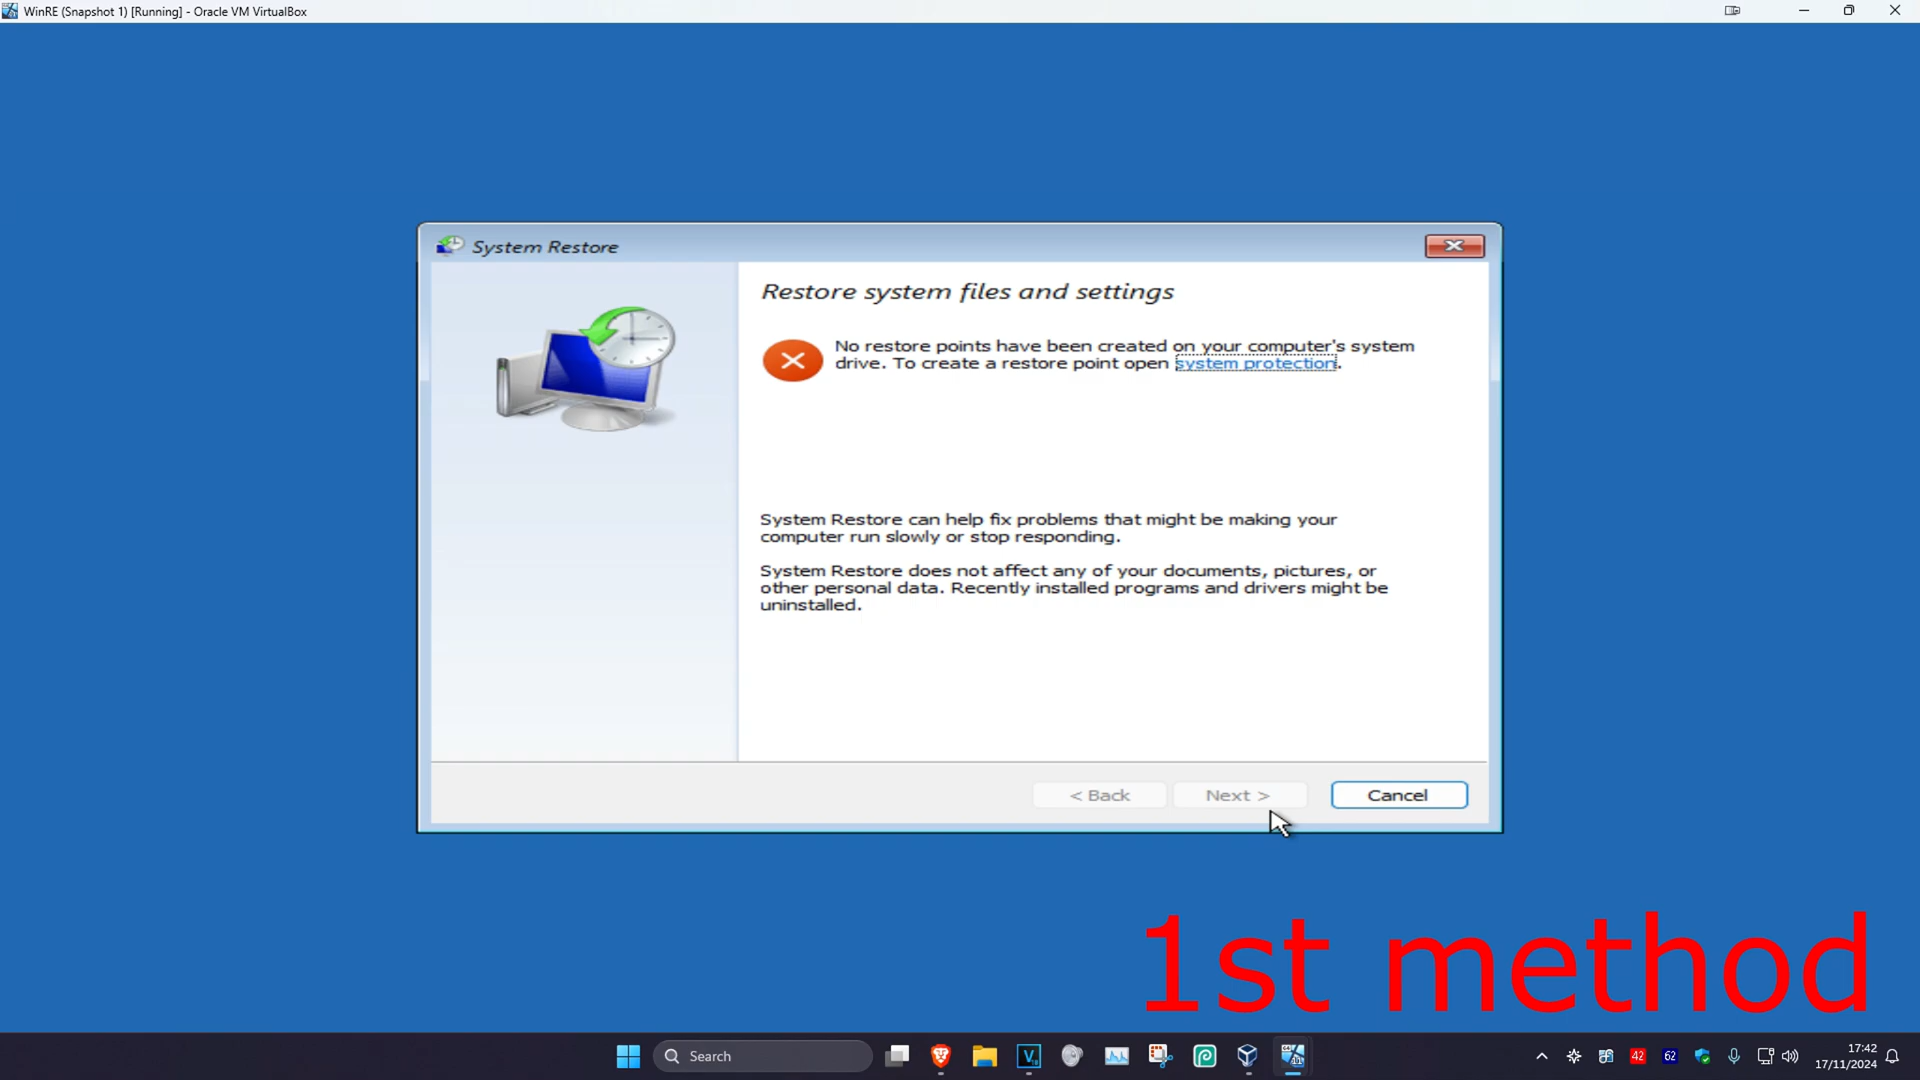 WinRE (Snapshot 1) [Running] - Oracle VM VirtualBox
System Restore
Restore system files and settings
No restore points have been created on your computer's system
drive. To create a restore point open system protection.
System Restore can help fix problems that might be making your
computer run slowly or stop responding.
System Restore does not affect any of your documents, pictures, or
other personal data. Recently installed programs and drivers might be
uninstalled.
< Back
Next >
Cancel
1st method
Search
42
62
17:42
17/11/2024